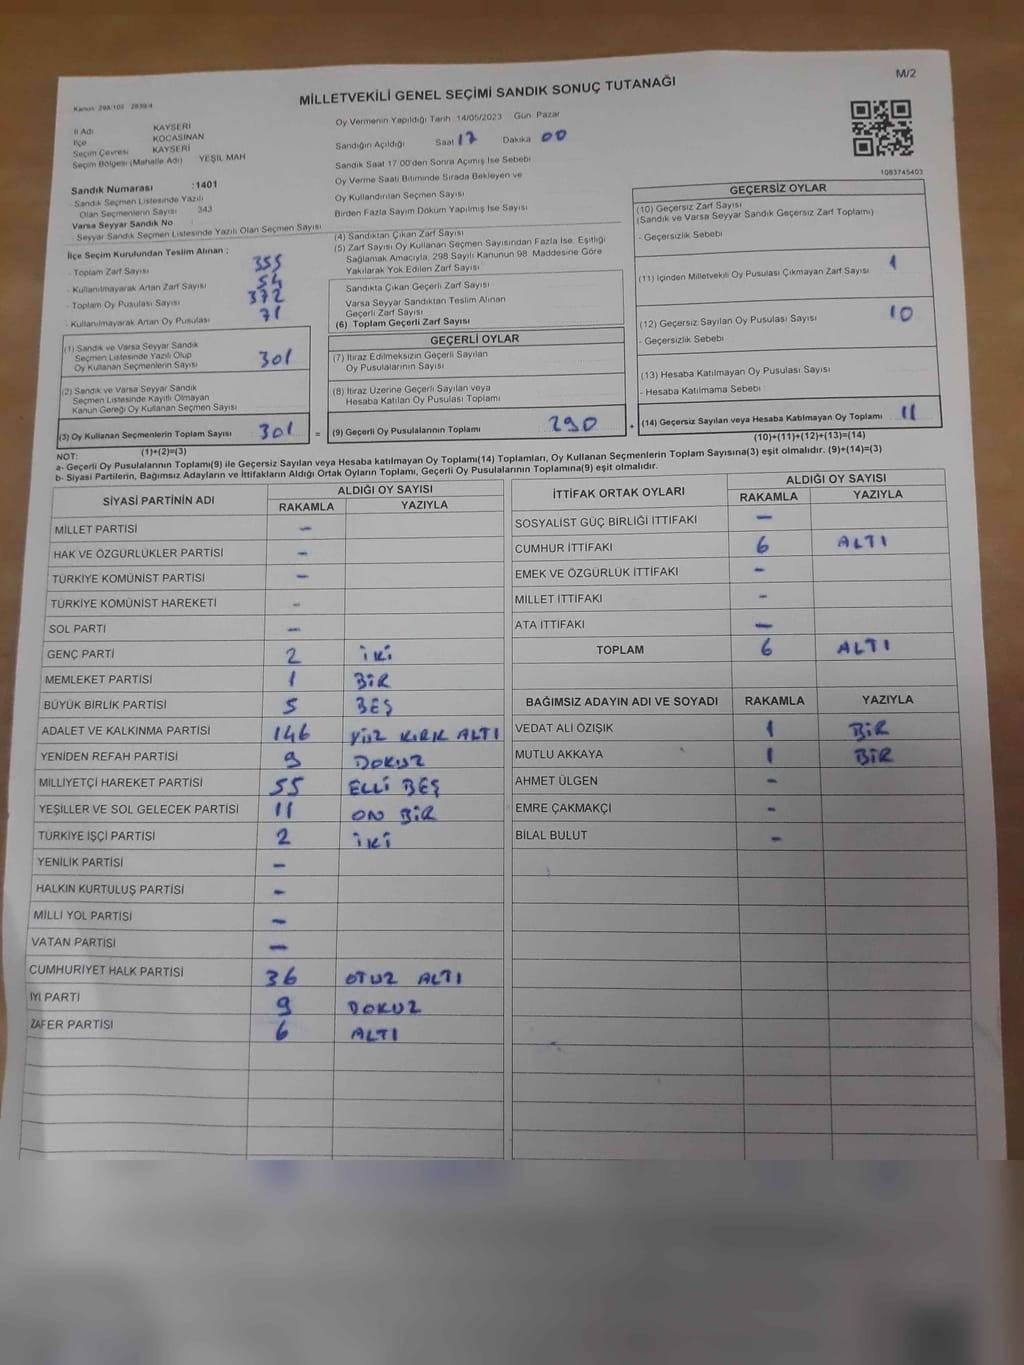 M/2
MİLLETVEKİLİ GENEL SEÇİMİ SANDIK SONUÇ TUTANAĞI
Kanun 298/105 2839/4
İl Adı KAYSERİ
İlçe KOCASİNAN
Seçim Çevresi KAYSERİ
Seçim Bölgesi (Mahalle Adı) YEŞİL MAH
Oy Vermenin Yapıldığı Tarih 14/05/2023 Gün Pazar
Sandığın Açıldığı Saat 17 Dakika 00
Sandık Saat 17:00'den Sonra Açımış İse Sebebi
Oy Verme Saati Bitiminde Sırada Bekleyen ve
Oy Kullandırılan Seçmen Sayısı
Birden Fazla Sayım Döküm Yapılmış İse Sayısı
1083745403
Sandık Numarası :1401
- Sandık Seçmen Listesinde Yazılı
Olan Seçmenlerin Sayısı : 343
Varsa Seyyar Sandık No :
- Seyyar Sandık Seçmen Listesinde Yazılı Olan Seçmen Sayısı
İlçe Seçim Kurulundan Teslim Alınan :
- Toplam Zarf Sayısı 355
- Kullanılmayarak Artan Zarf Sayısı 54
- Toplam Oy Pusulası Sayısı 372
- Kullanılmayarak Artan Oy Pusulası 71
(1) Sandık ve Varsa Seyyar Sandık
Seçmen Listesinde Yazılı Olup
Oy Kullanan Seçmenlerin Sayısı 301
(2) Sandık ve Varsa Seyyar Sandık
Seçmen Listesinde Kayıtlı Olmayan
Kanun Gereği Oy Kullanan Seçmen Sayısı
(3) Oy Kullanan Seçmenlerin Toplam Sayısı 301 =
(1)+(2)=(3)
(4) Sandıktan Çıkan Zarf Sayısı
(5) Zarf Sayısı Oy Kullanan Seçmen Sayısından Fazla İse, Eşitliği
Sağlamak Amacıyla, 298 Sayılı Kanunun 98. Maddesine Göre
Yakılarak Yok Edilen Zarf Sayısı
Sandıkta Çıkan Geçerli Zarf Sayısı
Varsa Seyyar Sandıktan Teslim Alınan
Geçerli Zarf Sayısı
(6) Toplam Geçerli Zarf Sayısı
GEÇERLİ OYLAR
(7) İtiraz Edilmeksizin Geçerli Sayılan
Oy Pusulalarının Sayısı
(8) İtiraz Üzerine Geçerli Sayılan veya
Hesaba Katılan Oy Pusulası Toplamı
(9) Geçerli Oy Pusulalarının Toplamı 290 +
GEÇERSİZ OYLAR
(10) Geçersiz Zarf Sayısı
(Sandık ve Varsa Seyyar Sandık Geçersiz Zarf Toplamı)
- Geçersizlik Sebebi
(11) İçinden Milletvekili Oy Pusulası Çıkmayan Zarf Sayısı 1
(12) Geçersiz Sayılan Oy Pusulası Sayısı 10
- Geçersizlik Sebebi
(13) Hesaba Katılmayan Oy Pusulası Sayısı
- Hesaba Katılmama Sebebi
(14) Geçersiz Sayılan veya Hesaba Katılmayan Oy Toplamı 11
(10)+(11)+(12)+(13)=(14)
NOT:
a- Geçerli Oy Pusulalarının Toplamı(9) ile Geçersiz Sayılan veya Hesaba katılmayan Oy Toplamı(14) Toplamları, Oy Kullanan Seçmenlerin Toplam Sayısına(3) eşit olmalıdır. (9)+(14)=(3)
b- Siyasi Partilerin, Bağımsız Adayların ve İttifakların Aldığı Ortak Oyların Toplamı, Geçerli Oy Pusulalarının Toplamına(9) eşit olmalıdır.
SİYASİ PARTİNİN ADI ALDIĞI OY SAYISI
RAKAMLA YAZIYLA
MİLLET PARTİSİ –
HAK VE ÖZGÜRLÜKLER PARTİSİ –
TÜRKİYE KOMÜNİST PARTİSİ –
TÜRKİYE KOMÜNİST HAREKETİ –
SOL PARTİ –
GENÇ PARTİ 2 İKİ
MEMLEKET PARTİSİ 1 BİR
BÜYÜK BİRLİK PARTİSİ 5 BEŞ
ADALET VE KALKINMA PARTİSİ 146 YÜZ KIRK ALTI
YENİDEN REFAH PARTİSİ 9 DOKUZ
MİLLİYETÇİ HAREKET PARTİSİ 55 ELLİ BEŞ
YEŞİLLER VE SOL GELECEK PARTİSİ 11 ON BİR
TÜRKİYE İŞÇİ PARTİSİ 2 İKİ
YENİLİK PARTİSİ –
HALKIN KURTULUŞ PARTİSİ –
MİLLİ YOL PARTİSİ –
VATAN PARTİSİ –
CUMHURİYET HALK PARTİSİ 36 OTUZ ALTI
İYİ PARTİ 9 DOKUZ
ZAFER PARTİSİ 6 ALTI
İTTİFAK ORTAK OYLARI ALDIĞI OY SAYISI
RAKAMLA YAZIYLA
SOSYALİST GÜÇ BİRLİĞİ İTTİFAKI –
CUMHUR İTTİFAKI 6 ALTI
EMEK VE ÖZGÜRLÜK İTTİFAKI –
MİLLET İTTİFAKI –
ATA İTTİFAKI –
TOPLAM 6 ALTI
BAĞIMSIZ ADAYIN ADI VE SOYADI RAKAMLA YAZIYLA
VEDAT ALİ ÖZIŞIK 1 BİR
MUTLU AKKAYA 1 BİR
AHMET ÜLGEN –
EMRE ÇAKMAKÇI –
BİLAL BULUT –